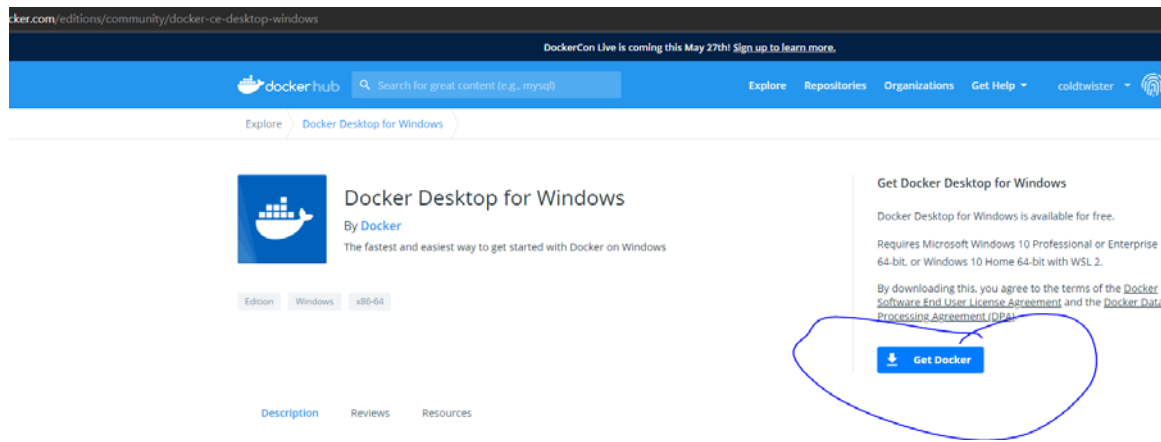 cker.com/editions/community/docker-ce-desktop-windows
DockerCon Live is coming this May 27th! Sign up to learn more.
dockerhub
Search for great content (e.g., mysql)
Explore
Repositories
Organizations
Get Help
coldtwister
Explore
Docker Desktop for Windows
Docker Desktop for Windows
By Docker
The fastest and easiest way to get started with Docker on Windows
Edition
Windows
x86-64
Get Docker Desktop for Windows
Docker Desktop for Windows is available for free.
Requires Microsoft Windows 10 Professional or Enterprise
64-bit, or Windows 10 Home 64-bit with WSL 2.
By downloading this, you agree to the terms of the Docker
Software End User License Agreement and the Docker Data
Processing Agreement (DPA).
Get Docker
Description
Reviews
Resources